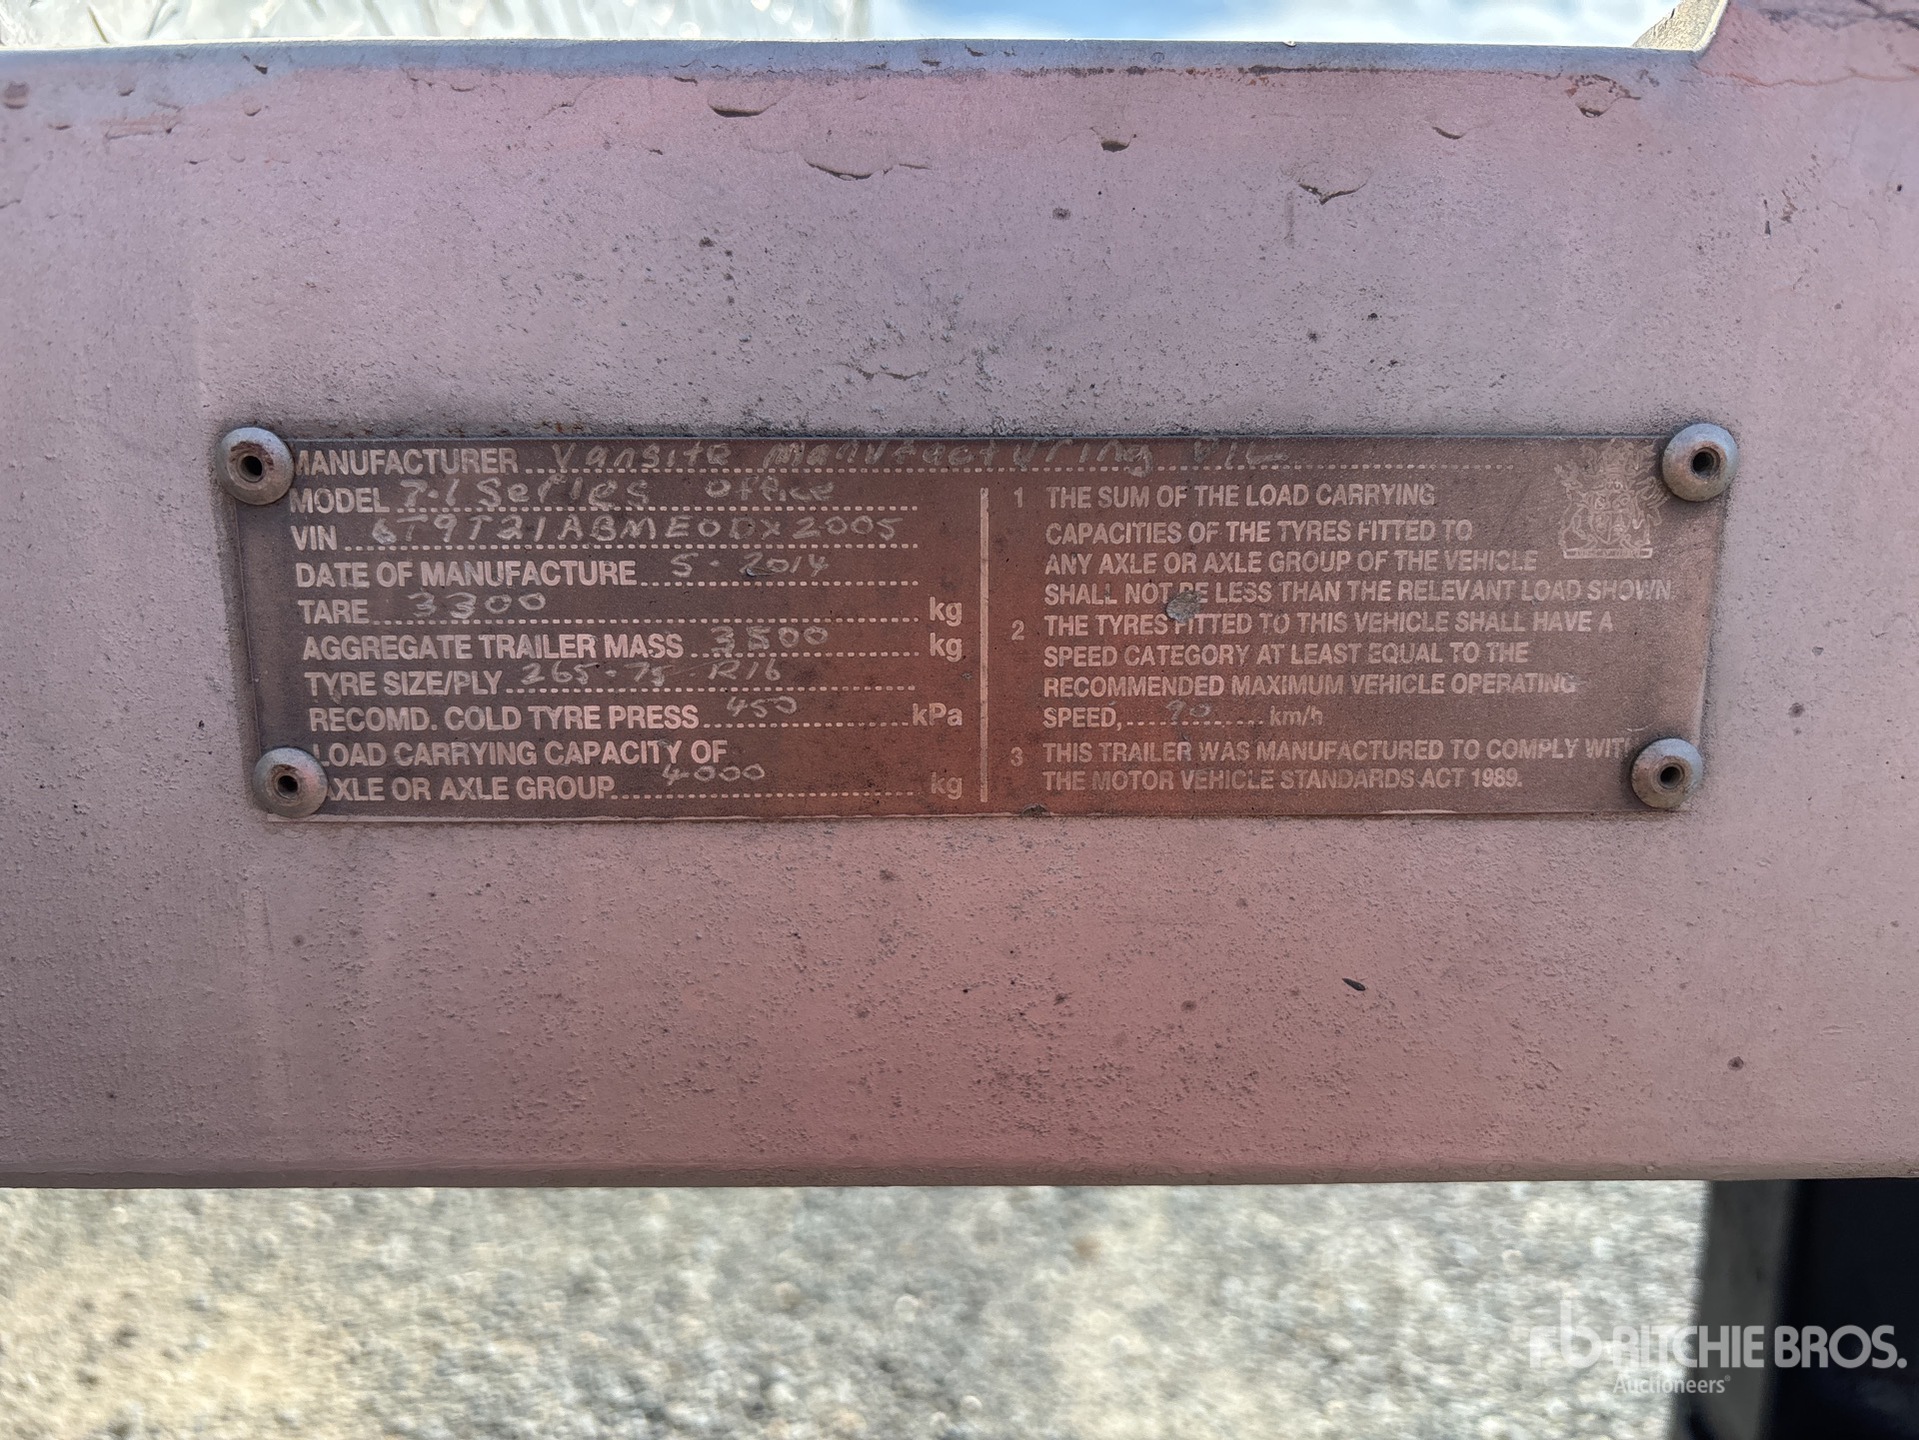 MANUFACTURER Vansite Manufacturing P/L
MODEL 7.1 Series Office
VIN 6T9T21ABME0DX2005
DATE OF MANUFACTURE 5-2014
TARE 3300 kg
AGGREGATE TRAILER MASS 3500 kg
TYRE SIZE/PLY 265-75-R16
RECOMD. COLD TYRE PRESS 450 kPa
LOAD CARRYING CAPACITY OF
AXLE OR AXLE GROUP 4000 kg
1 THE SUM OF THE LOAD CARRYING
CAPACITIES OF THE TYRES FITTED TO
ANY AXLE OR AXLE GROUP OF THE VEHICLE
SHALL NOT BE LESS THAN THE RELEVANT LOAD SHOWN.
2 THE TYRES FITTED TO THIS VEHICLE SHALL HAVE A
SPEED CATEGORY AT LEAST EQUAL TO THE
RECOMMENDED MAXIMUM VEHICLE OPERATING
SPEED, 90 km/h
3 THIS TRAILER WAS MANUFACTURED TO COMPLY WITH
THE MOTOR VEHICLE STANDARDS ACT 1989.
rb RITCHIE BROS.
Auctioneers®